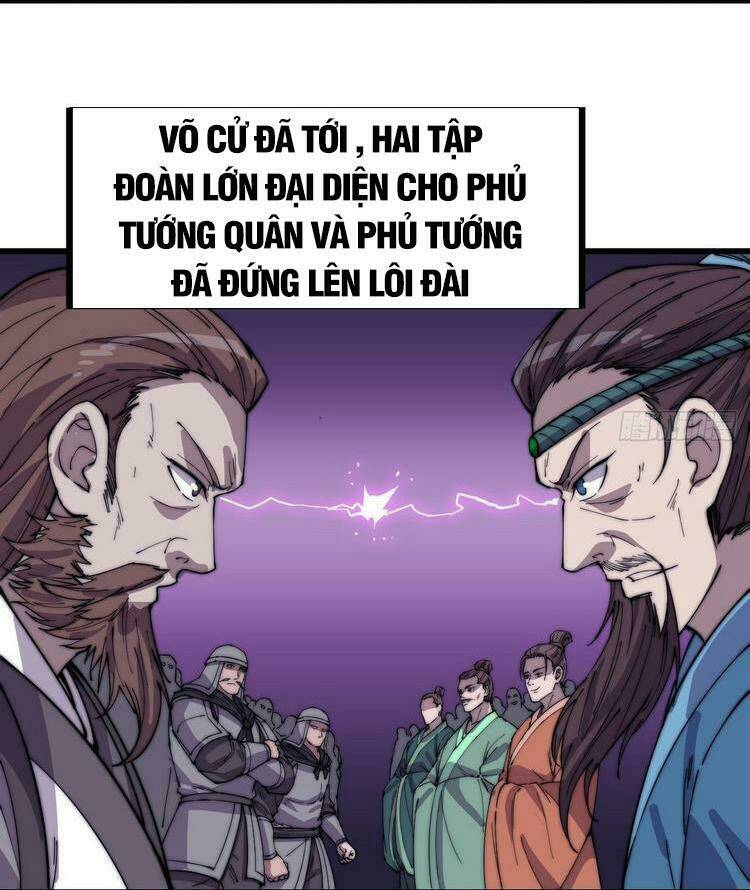 VÕ CỬ ĐÃ TỚI , HAI TẬP
ĐOÀN LỚN ĐẠI DIỆN CHO PHỦ
TƯỚNG QUÂN VÀ PHỦ TƯỚNG
ĐÃ ĐỨNG LÊN LÔI ĐÀI